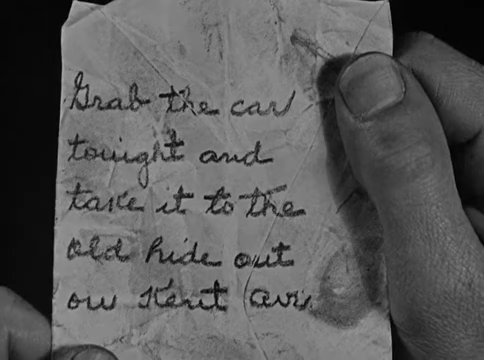 Grab the car
tonight and
take it to the
old hide out
on Kent Ave.